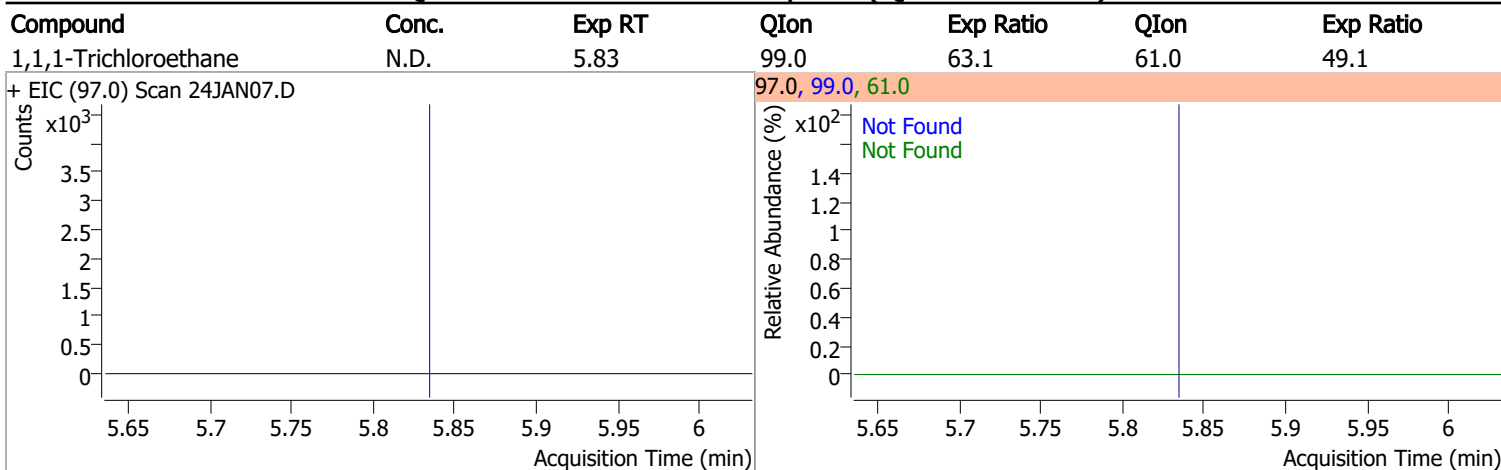 Compound Conc. Exp RT QIon Exp Ratio QIon Exp Ratio
1,1,1-Trichloroethane N.D. 5.83 99.0 63.1 61.0 49.1
+ EIC (97.0) Scan 24JAN07.D
Counts
x10³
3.5
3
2.5
2
1.5
1
0.5
0
5.65 5.7 5.75 5.8 5.85 5.9 5.95 6
Acquisition Time (min)
97.0, 99.0, 61.0
Relative Abundance (%)
x10²
Not Found
Not Found
1.4
1.2
1
0.8
0.6
0.4
0.2
0
5.65 5.7 5.75 5.8 5.85 5.9 5.95 6
Acquisition Time (min)